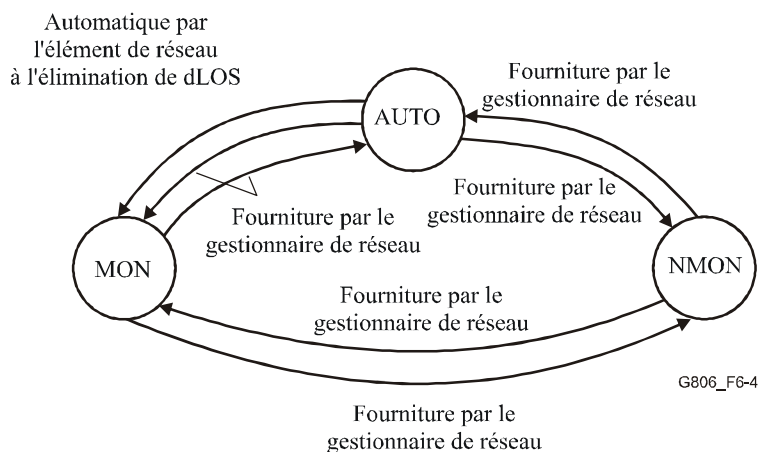 Automatique par
l'élément de réseau
à l'élimination de dLOS
Fourniture par le
gestionnaire de réseau
AUTO
Fourniture par le
gestionnaire de réseau
Fourniture par le
gestionnaire de réseau
MON
NMON
Fourniture par le
gestionnaire de réseau
G806_F6-4
Fourniture par le
gestionnaire de réseau